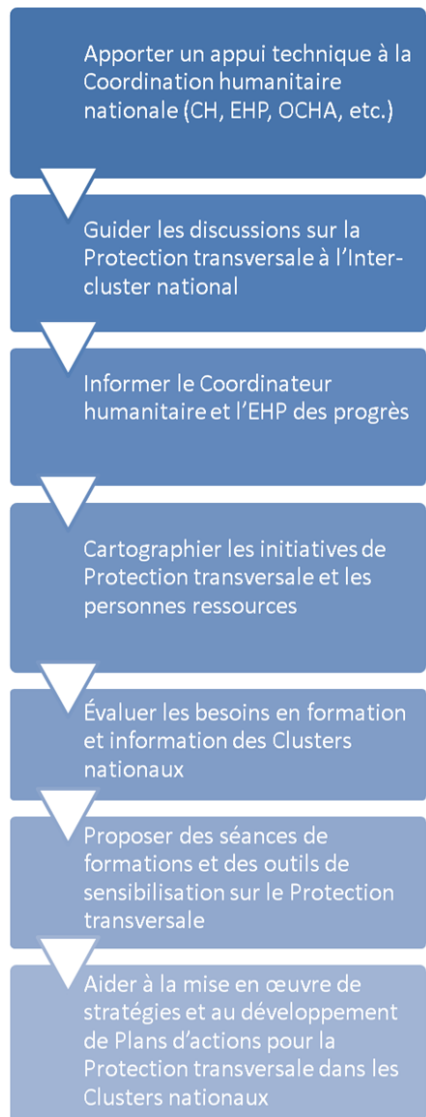 Apporter un appui technique à la
Coordination humanitaire
nationale (CH, EHP, OCHA, etc.)
Guider les discussions sur la
Protection transversale à l'Inter-
cluster national
Informer le Coordinateur
humanitaire et l'EHP des progrès
Cartographier les initiatives de
Protection transversale et les
personnes ressources
Évaluer les besoins en formation
et information des Clusters
nationaux
Proposer des séances de
formations et des outils de
sensibilisation sur le Protection
transversale
Aider à la mise en œuvre de
stratégies et au développement
de Plans d'actions pour la
Protection transversale dans les
Clusters nationaux